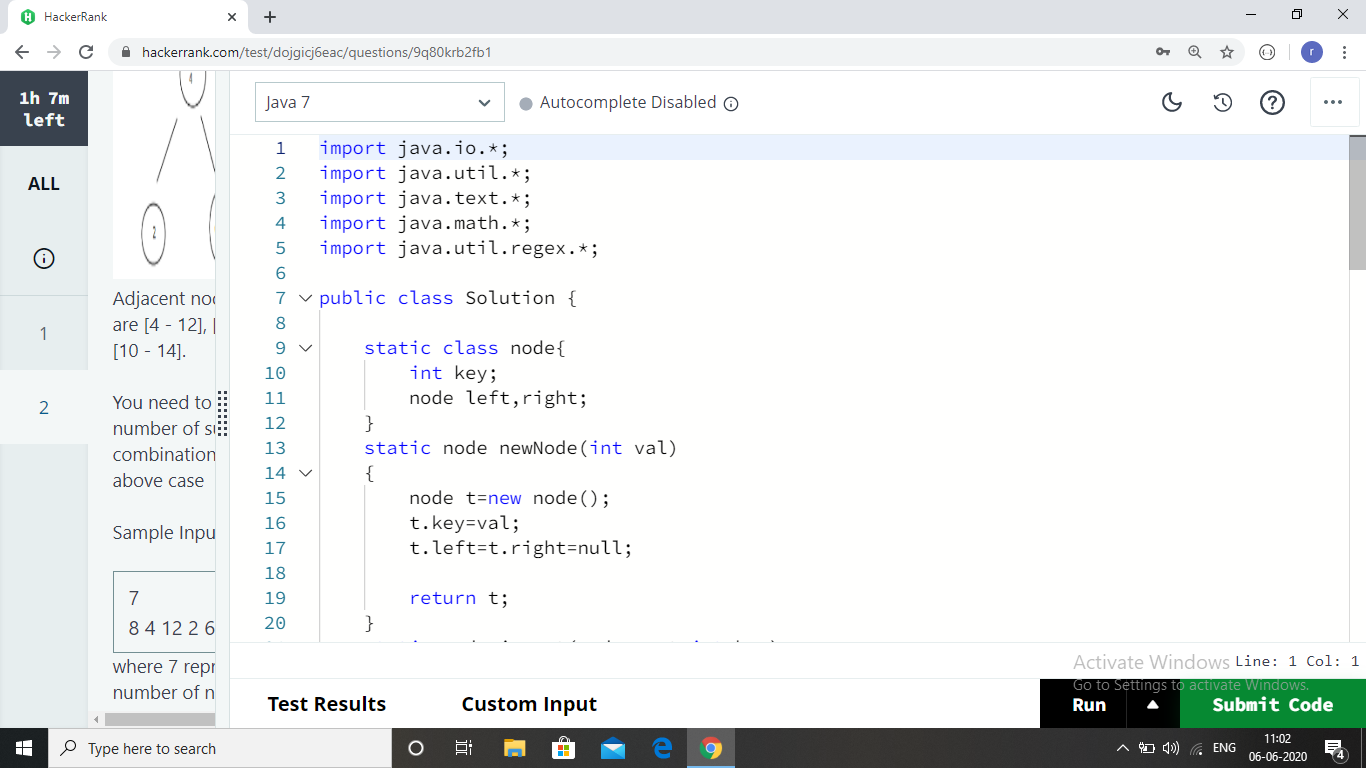 HackerRank
hackerrank.com/test/dojgicj6eac/questions/9q80krb2fb1
r
1h 7m
left
ALL
1
2
4
2
Adjacent no
are [4 - 12], [
[10 - 14].
You need to
number of su
combination
above case
Sample Inpu
7
8 4 12 2 6
where 7 repr
number of n
Java 7
Autocomplete Disabled
1 import java.io.*;
2 import java.util.*;
3 import java.text.*;
4 import java.math.*;
5 import java.util.regex.*;
6
7 public class Solution {
8
9 static class node{
10 int key;
11 node left,right;
12 }
13 static node newNode(int val)
14 {
15 node t=new node();
16 t.key=val;
17 t.left=t.right=null;
18
19 return t;
20 }
Activate Windows
Go to Settings to activate Windows.
Line: 1 Col: 1
Test Results
Custom Input
Run
Submit Code
Type here to search
ENG
11:02
06-06-2020
4